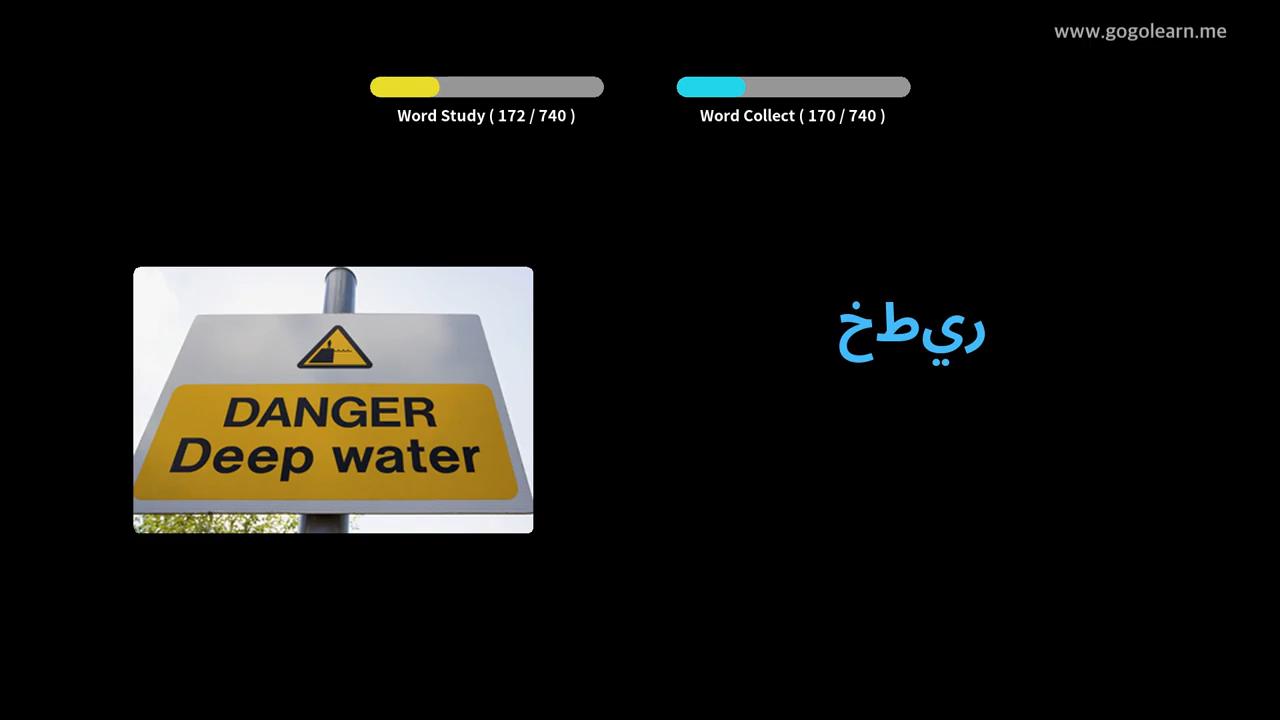 www.gogolearn.me
Word Study ( 172 / 740 )
Word Collect ( 170 / 740 )
ريطخ
DANGER
Deep water